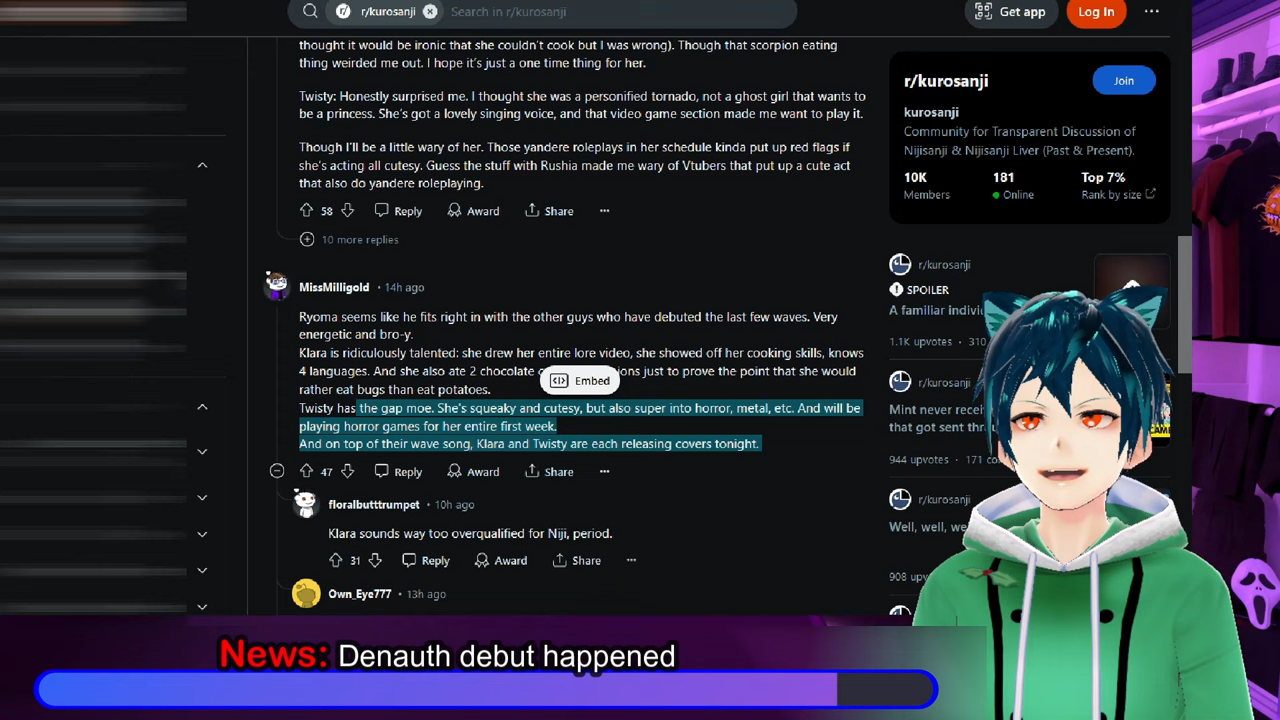 r/kurosanji
Search in r/kurosanji
Get app
Log In
thought it would be ironic that she couldn't cook but I was wrong). Though that scorpion eating
thing weirded me out. I hope it's just a one time thing for her.
Twisty: Honestly surprised me. I thought she was a personified tornado, not a ghost girl that wants to
be a princess. She's got a lovely singing voice, and that video game section made me want to play it.
Though I'll be a little wary of her. Those yandere roleplays in her schedule kinda put up red flags if
she's acting all cutesy. Guess the stuff with Rushia made me wary of Vtubers that put up a cute act
that also do yandere roleplaying.
58 Reply Award Share
10 more replies
MissMilligold • 14h ago
Ryoma seems like he fits right in with the other guys who have debuted the last few waves. Very
energetic and bro-y.
Klara is ridiculously talented: she drew her entire lore video, she showed off her cooking skills, knows
4 languages. And she also ate 2 chocolate just to prove the point that she would
Embed
rather eat bugs than eat potatoes.
Twisty has the gap moe. She's squeaky and cutesy, but also super into horror, metal, etc. And will be
playing horror games for her entire first week.
And on top of their wave song, Klara and Twisty are each releasing covers tonight.
47 Reply Award Share
floralbutttrumpet • 10h ago
Klara sounds way too overqualified for Niji, period.
31 Reply Award Share
Own_Eye777 • 13h ago
r/kurosanji
Join
kurosanji
Community for Transparent Discussion of
Nijisanji & Nijisanji Liver (Past & Present).
10K 181 Top 7%
Members Online Rank by size
r/kurosanji
SPOILER
A familiar
1.1K upvotes • 310
r/kurosanji
Mint never
that got sent
944 upvotes • 171
r/kurosanji
Well, well,
908 upvotes
News: Denauth debut happened